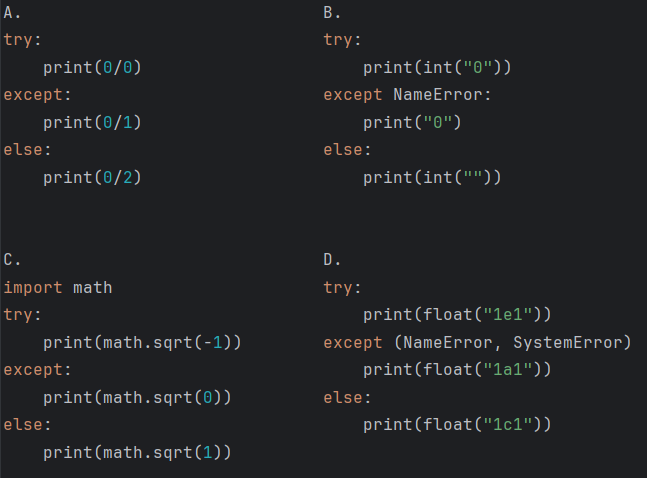 A.
try:
    print(0/0)
except:
    print(0/1)
else:
    print(0/2)
B.
try:
    print(int("0"))
except NameError:
    print("0")
else:
    print(int(""))
C.
import math
try:
    print(math.sqrt(-1))
except:
    print(math.sqrt(0))
else:
    print(math.sqrt(1))
D.
try:
    print(float("1e1"))
except (NameError, SystemError)
    print(float("1a1"))
else:
    print(float("1c1"))